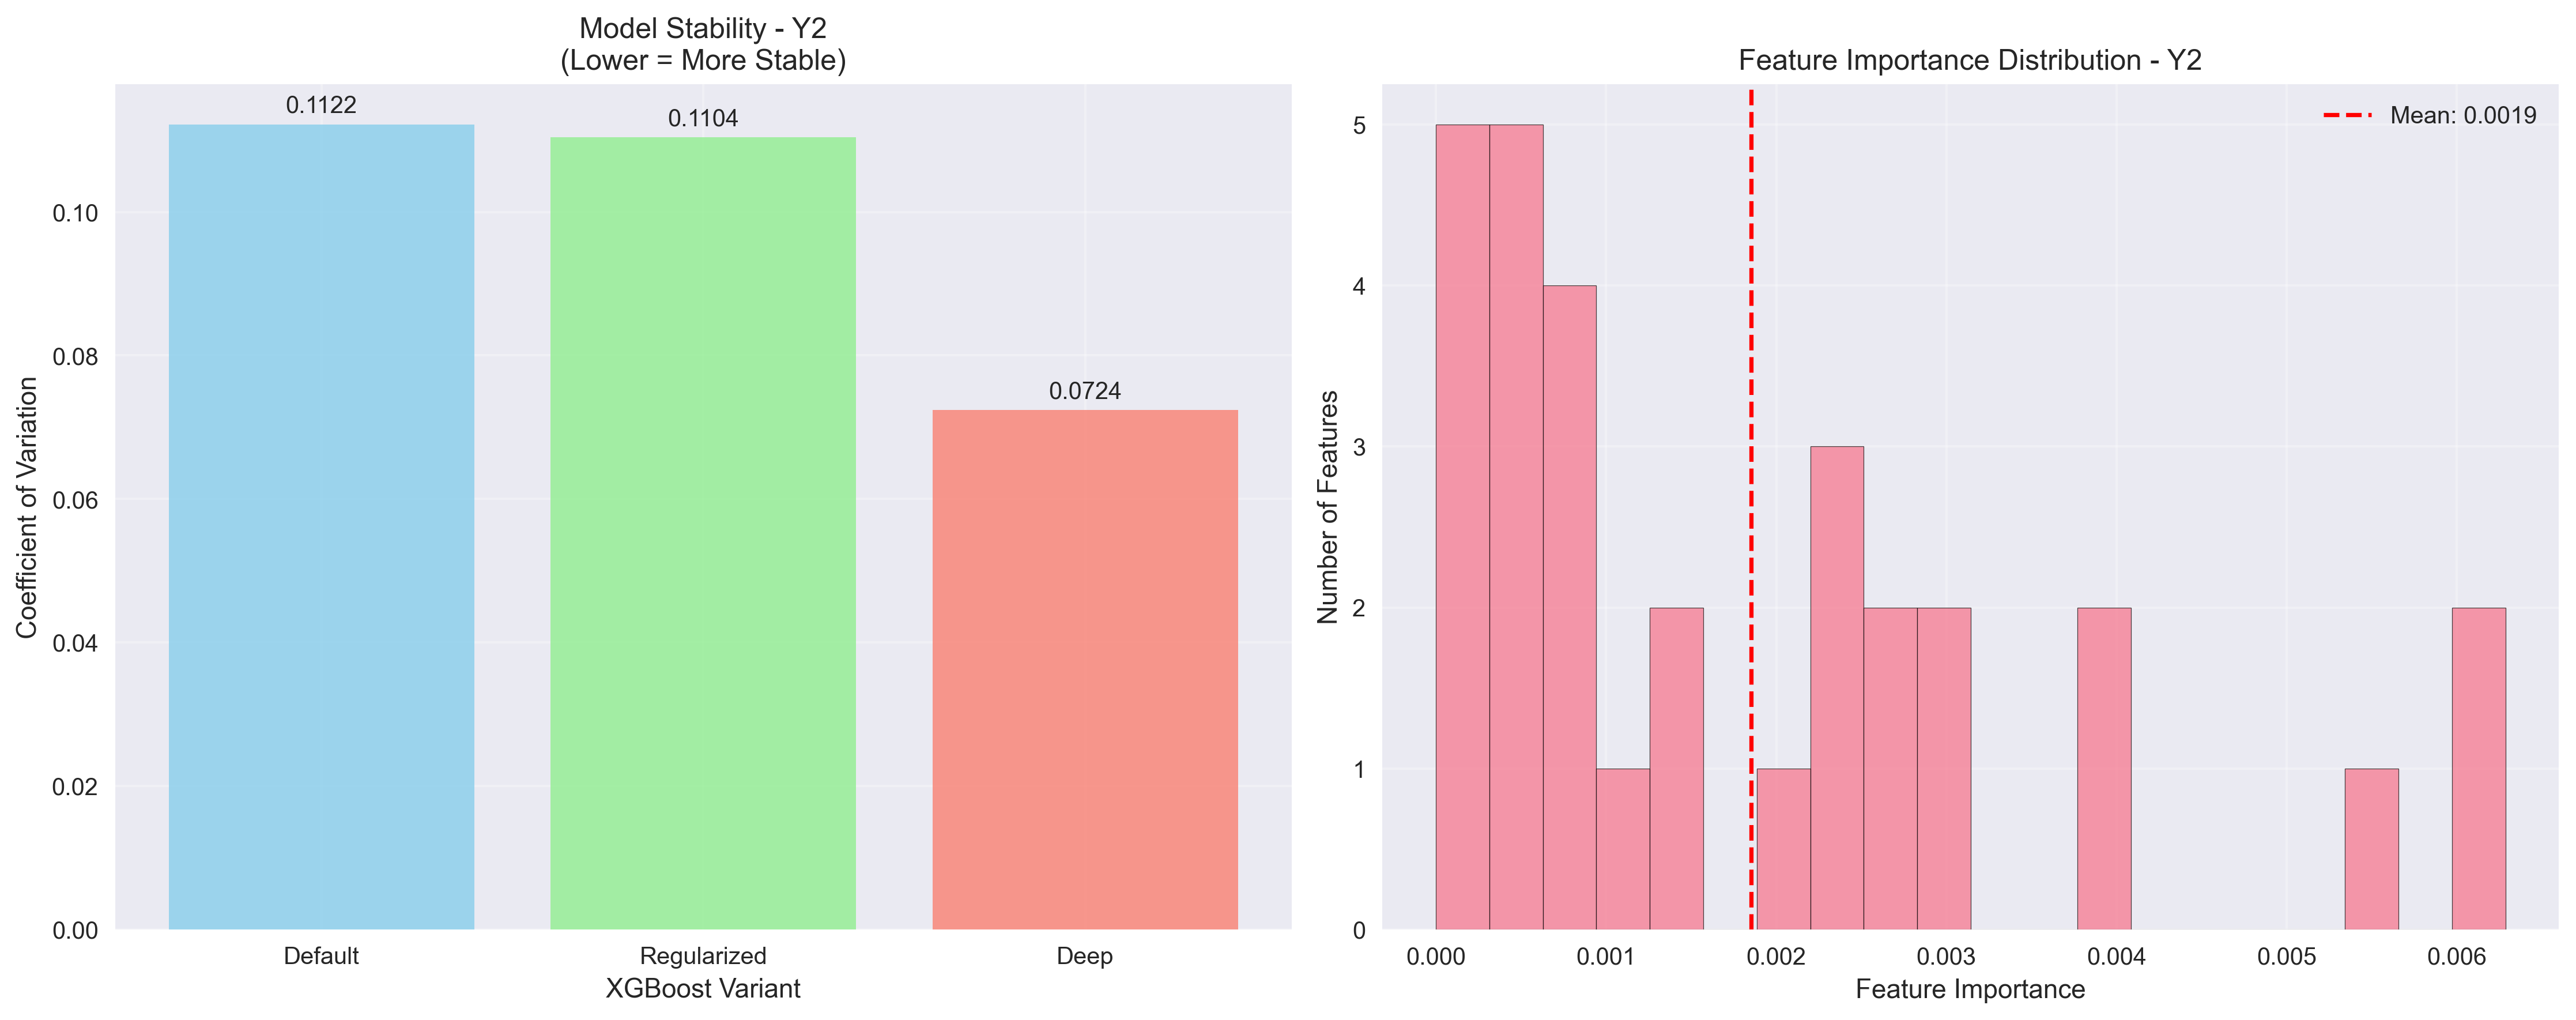 Model Stability - Y2
(Lower = More Stable)
0.1122
0.1104
0.0724
0.10
0.08
0.06
0.04
0.02
0.00
Coefficient of Variation
Default
Regularized
Deep
XGBoost Variant
Feature Importance Distribution - Y2
Mean: 0.0019
5
4
3
2
1
0
Number of Features
0.000
0.001
0.002
0.003
0.004
0.005
0.006
Feature Importance